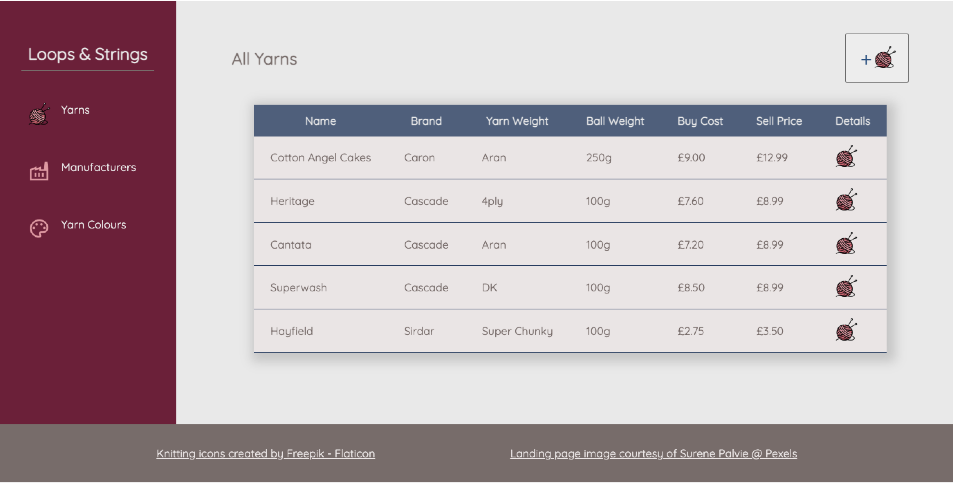 Loops & Strings
Yarns
Manufacturers
Yarn Colours
All Yarns
+
Name Brand Yarn Weight Ball Weight Buy Cost Sell Price Details
Cotton Angel Cakes Caron Aran 250g £9.00 £12.99
Heritage Cascade 4ply 100g £7.60 £8.99
Cantata Cascade Aran 100g £7.20 £8.99
Superwash Cascade DK 100g £8.50 £8.99
Hayfield Sirdar Super Chunky 100g £2.75 £3.50
Knitting icons created by Freepik - Flaticon
Landing page image courtesy of Surene Palvie @ Pexels